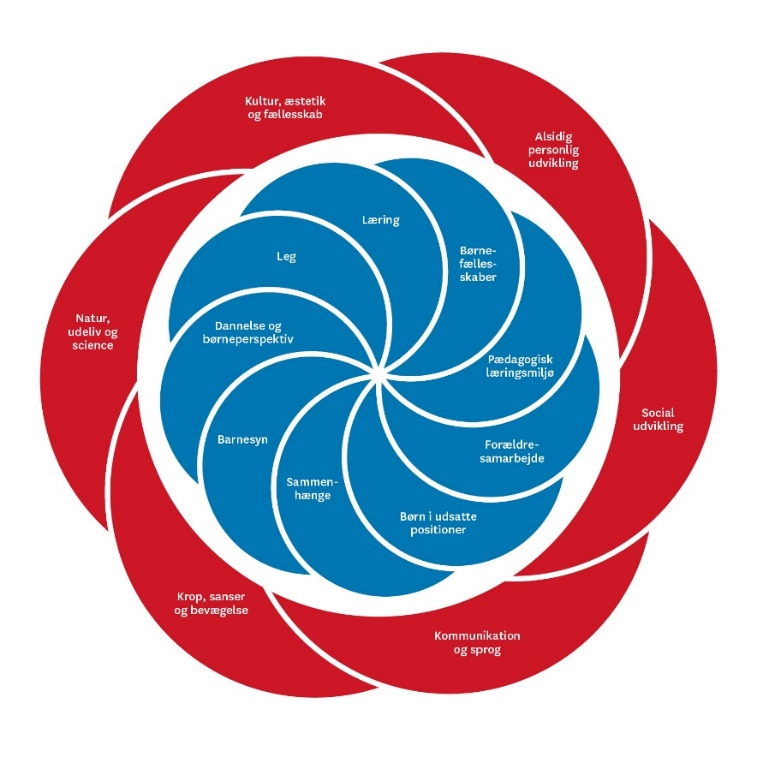 Kultur, æstetik
og fællesskab
Alsidig
personlig
udvikling
Læring
Børne-
fælles-
skaber
Leg
Natur,
udeliv og
science
Dannelse og
børneperspektiv
Pædagogisk
læringsmiljø
Social
udvikling
Barnesyn
Forældre-
samarbejde
Sammen-
hænge
Børn i udsatte
positioner
Krop, sanser
og bevægelse
Kommunikation
og sprog